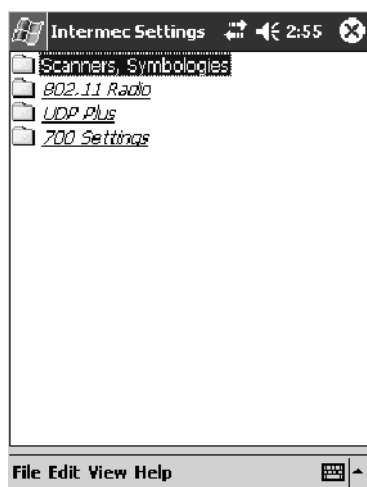 Intermec Settings 2:55
Scanners, Symbologies
802.11 Radio
UDP Plus
700 Settings
File Edit View Help